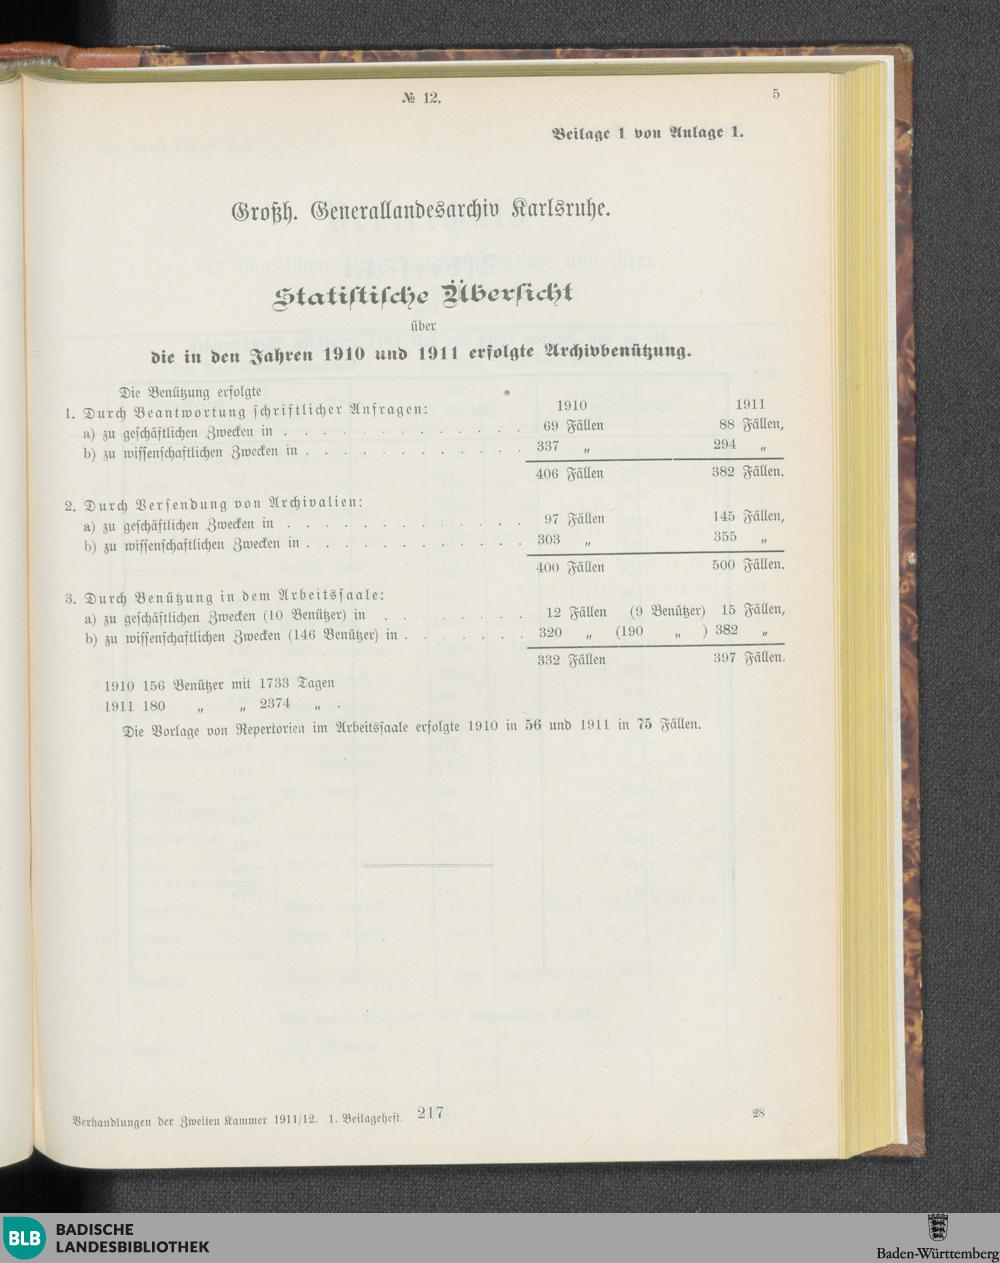 № 12.
5
Beilage 1 von Anlage 1.
Großh. Generallandesarchiv Karlsruhe.
Statistische Übersicht
über
die in den Jahren 1910 und 1911 erfolgte Archivbenützung.
Die Benützung erfolgte
1. Durch Beantwortung schriftlicher Anfragen: 1910 1911
a) zu geschäftlichen Zwecken in . . . . . . . . . . . . . 69 Fällen 88 Fällen,
b) zu wissenschaftlichen Zwecken in . . . . . . . . . . . . 337 „ 294 „
406 Fällen 382 Fällen.
2. Durch Versendung von Archivalien:
a) zu geschäftlichen Zwecken in . . . . . . . . . . . . . 97 Fällen 145 Fällen,
b) zu wissenschaftlichen Zwecken in . . . . . . . . . . . . 303 „ 355 „
400 Fällen 500 Fällen.
3. Durch Benützung in dem Arbeitssaale:
a) zu geschäftlichen Zwecken (10 Benützer) in . . . . . . . . 12 Fällen (9 Benützer) 15 Fällen,
b) zu wissenschaftlichen Zwecken (146 Benützer) in . . . . . . . 320 „ (190 „ ) 382 „
332 Fällen 397 Fällen.
1910 156 Benützer mit 1733 Tagen
1911 180 „ „ 2374 „ .
Die Vorlage von Repertorien im Arbeitssaale erfolgte 1910 in 56 und 1911 in 75 Fällen.
Verhandlungen der Zweiten Kammer 1911/12. 1. Beilageheft. 217 28
BLB BADISCHE
LANDESBIBLIOTHEK
Baden-Württemberg